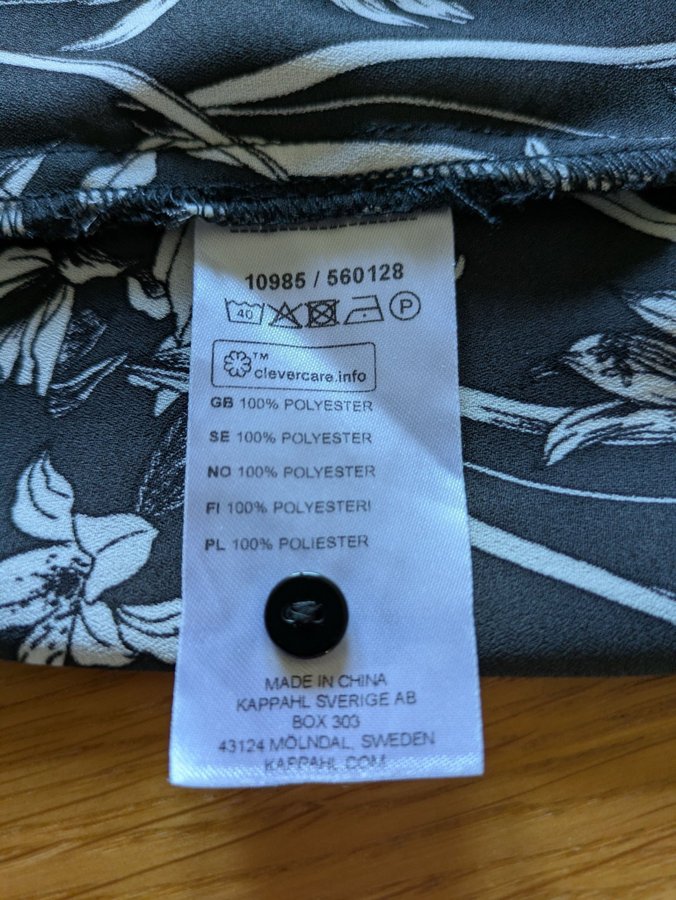 10985 / 560128
40 P
™
clevercare.info
GB 100% POLYESTER
SE 100% POLYESTER
NO 100% POLYESTER
FI 100% POLYESTERI
PL 100% POLIESTER
MADE IN CHINA
KAPPAHL SVERIGE AB
BOX 303
43124 MÖLNDAL, SWEDEN
KAPPAHL.COM